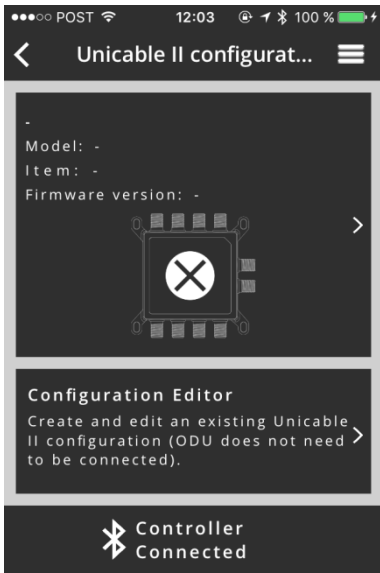 POST 12:03 100 %
Unicable II configurat...
-
Model: -
Item: -
Firmware version: -
Configuration Editor
Create and edit an existing Unicable
II configuration (ODU does not need
to be connected).
Controller
Connected